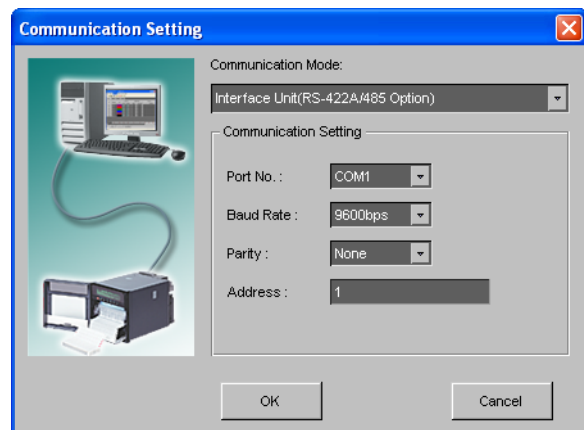 Communication Setting
Communication Mode:
Interface Unit(RS-422A/485 Option)
Communication Setting
Port No. : COM1
Baud Rate : 9600bps
Parity : None
Address : 1
OK Cancel